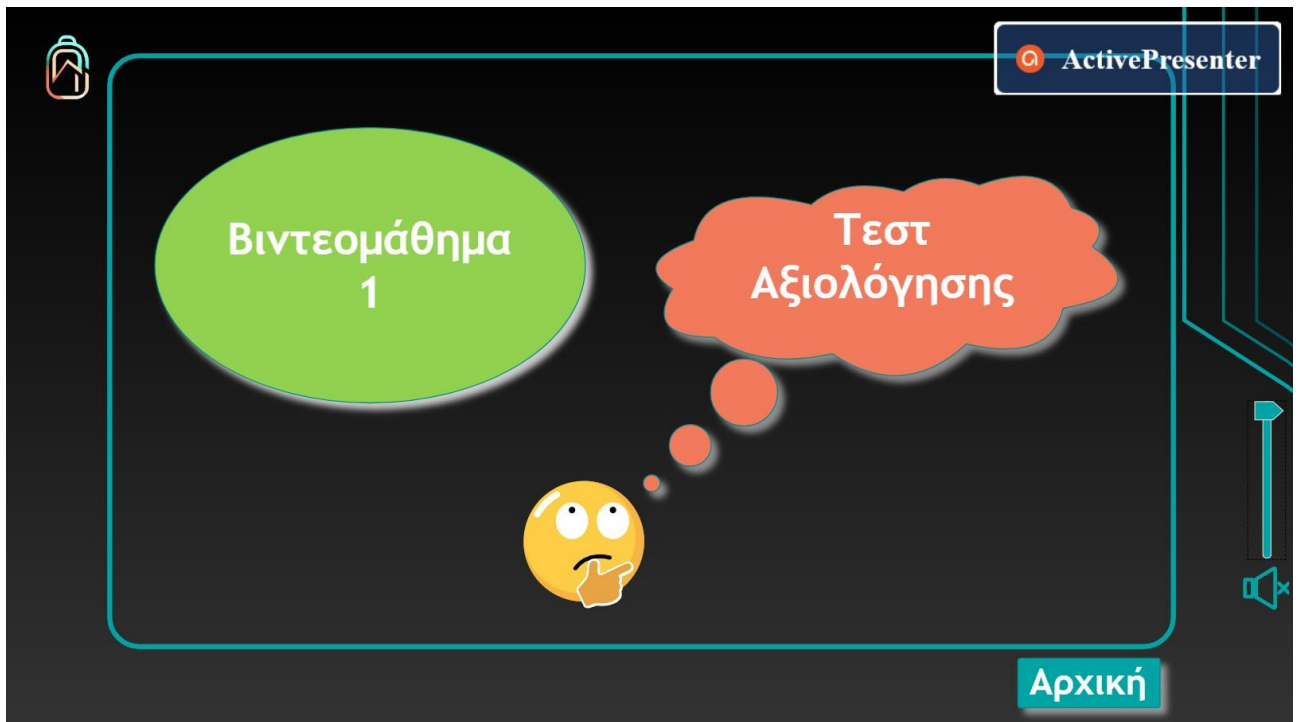 ActivePresenter
Βιντεομάθημα
1
Τεστ
Αξιολόγησης
Αρχική